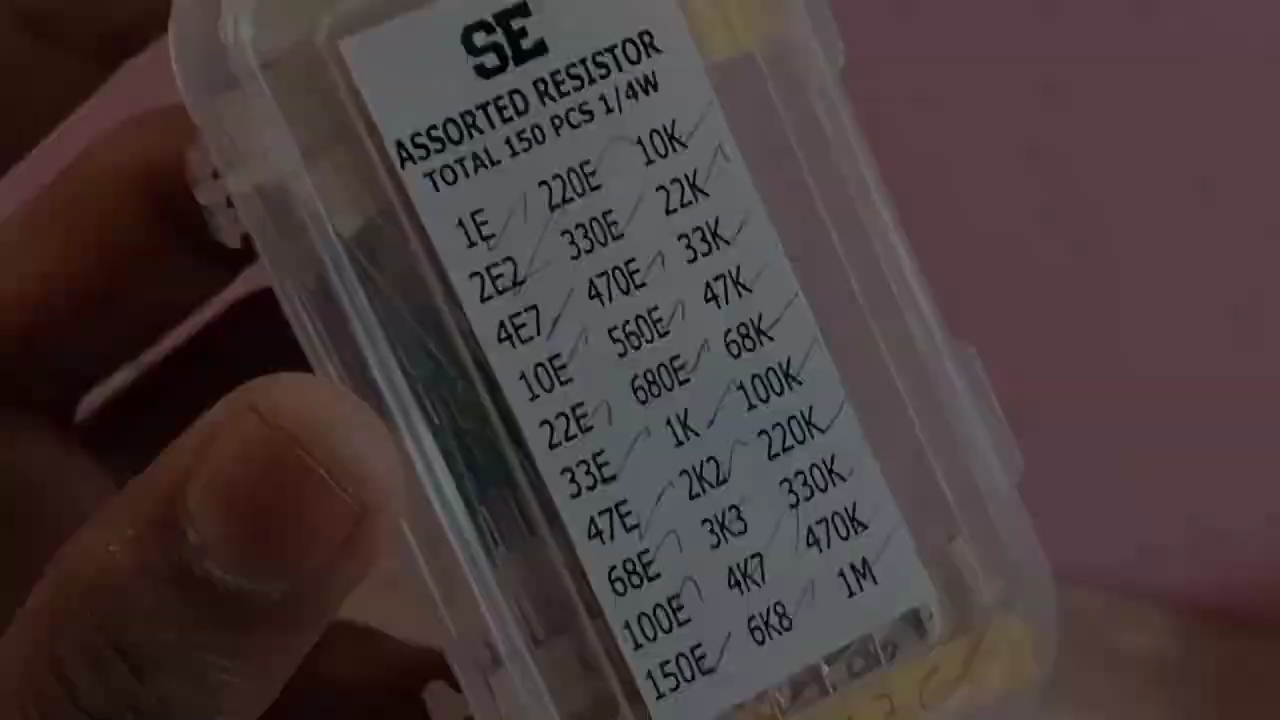 SE
ASSORTED RESISTOR
TOTAL 150 PCS 1/4W
1E 220E 10K
2E2 330E 22K
4E7 470E 33K
10E 560E 47K
22E 680E 68K
33E 1K 100K
47E 2K2 220K
68E 3K3 330K
100E 4K7 470K
150E 6K8 1M